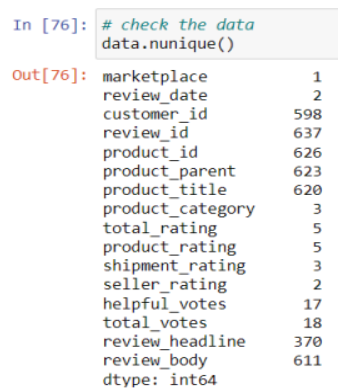 In [76]: # check the data
data.nunique()
Out[76]: marketplace 1
review_date 2
customer_id 598
review_id 637
product_id 626
product_parent 623
product_title 620
product_category 3
total_rating 5
product_rating 5
shipment_rating 3
seller_rating 2
helpful_votes 17
total_votes 18
review_headline 370
review_body 611
dtype: int64